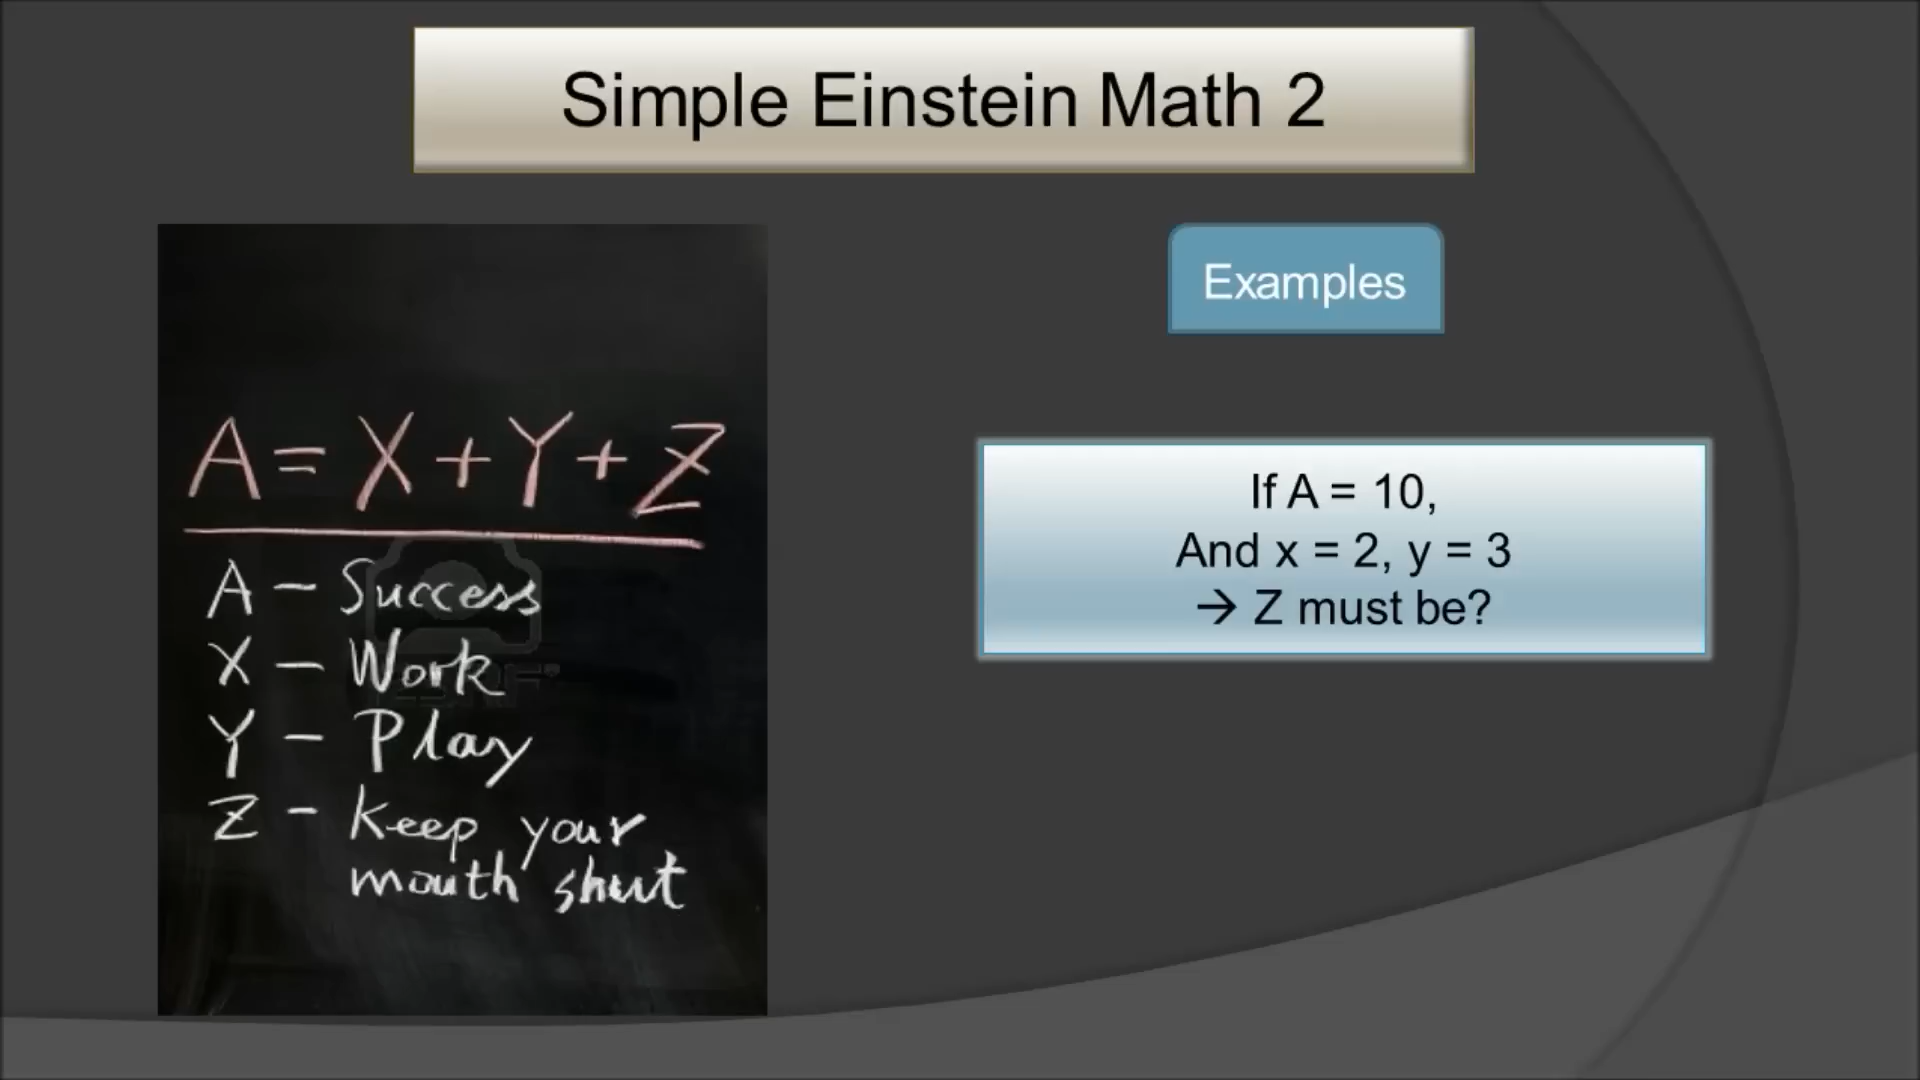 Simple Einstein Math 2
A = X + Y + Z
A – Success
X – Work
Y – Play
Z – Keep your
mouth shut
Examples
If A = 10,
And x = 2, y = 3
→ Z must be?